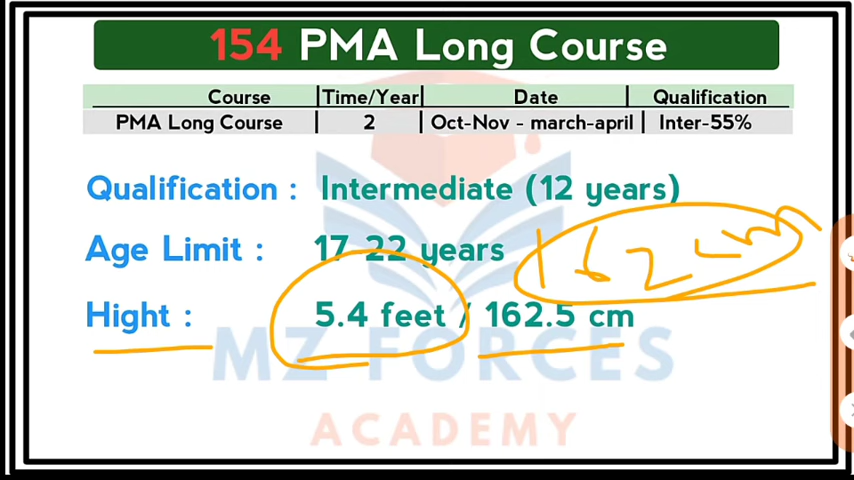 154 PMA Long Course
Course Time/Year Date Qualification
PMA Long Course 2 Oct-Nov - march-april Inter-55%
Qualification : Intermediate (12 years)
Age Limit : 17 22 years
162 cm
Hight : 5.4 feet / 162.5 cm
MZ FORCES
ACADEMY